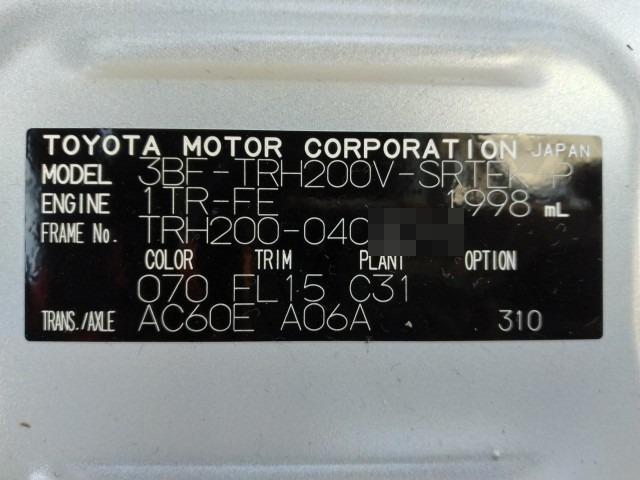 TOYOTA MOTOR CORPORATION JAPAN
MODEL 3BF-TRH200V-SRTEK P
ENGINE 1TR-FE 1998 mL
FRAME No. TRH200-040
COLOR TRIM PLANT OPTION
070 FL15 C31
TRANS./AXLE AC60E A06A 310